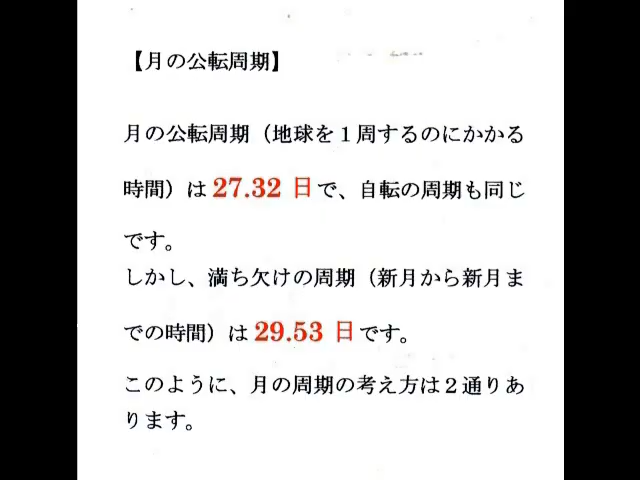 【月の公転周期】
月の公転周期（地球を１周するのにかかる
時間）は 27.32 日で、自転の周期も同じ
です。
しかし、満ち欠けの周期（新月から新月ま
での時間）は 29.53 日です。
このように、月の周期の考え方は２通りあ
ります。